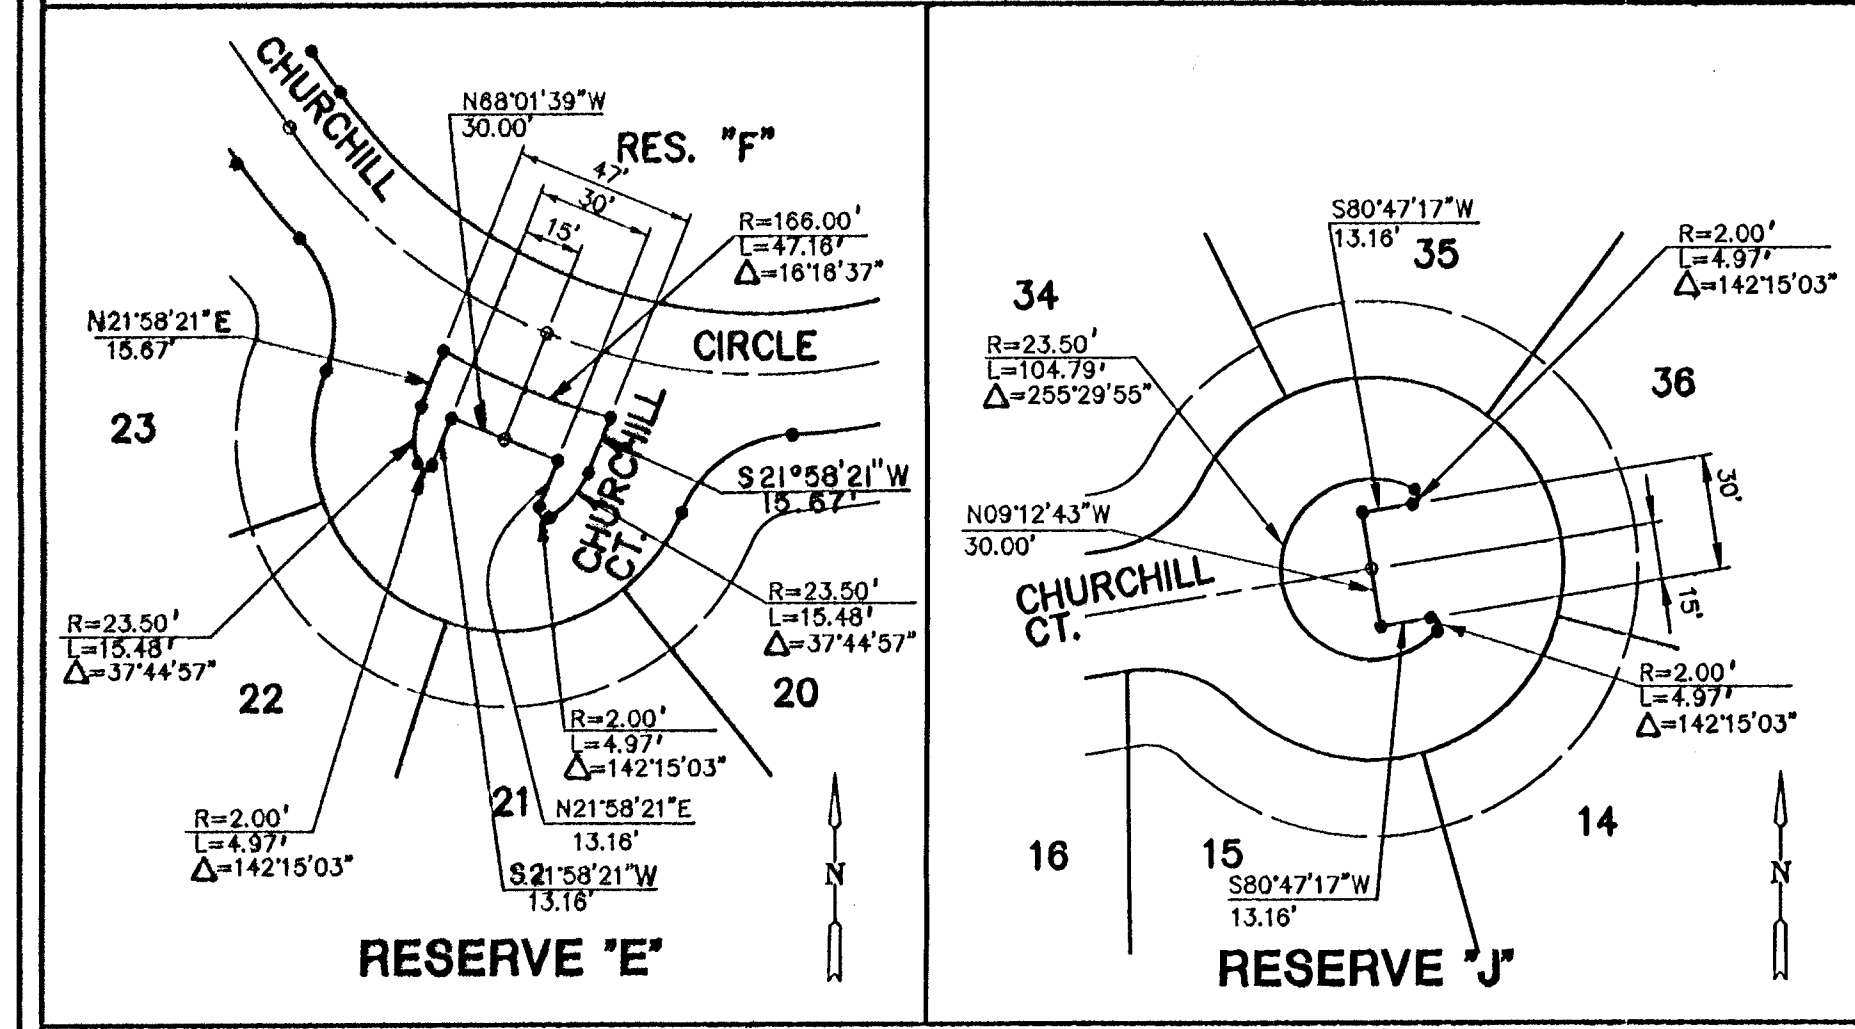 CHURCHILL
N68°01'39"W
30.00'
RES. "F"
47'
30'
15'
R=166.00'
L=47.16'
Δ=16°16'37"
N21°58'21"E
15.67'
CIRCLE
23
CHURCHILL
CT.
S21°58'21"W
15.67'
R=23.50'
L=15.48'
Δ=37°44'57"
R=23.50'
L=15.48'
Δ=37°44'57"
22
20
R=2.00'
L=4.97'
Δ=142°15'03"
21
N21°58'21"E
13.16'
R=2.00'
L=4.97'
Δ=142°15'03"
S21°58'21"W
13.16'
N
RESERVE "E"
S80°47'17"W
13.16'
35
R=2.00'
L=4.97'
Δ=142°15'03"
34
R=23.50'
L=104.79'
Δ=255°29'55"
36
30'
N09°12'43"W
30.00'
15'
CHURCHILL
CT.
R=2.00'
L=4.97'
Δ=142°15'03"
14
16
15
S80°47'17"W
13.16'
N
RESERVE "J"